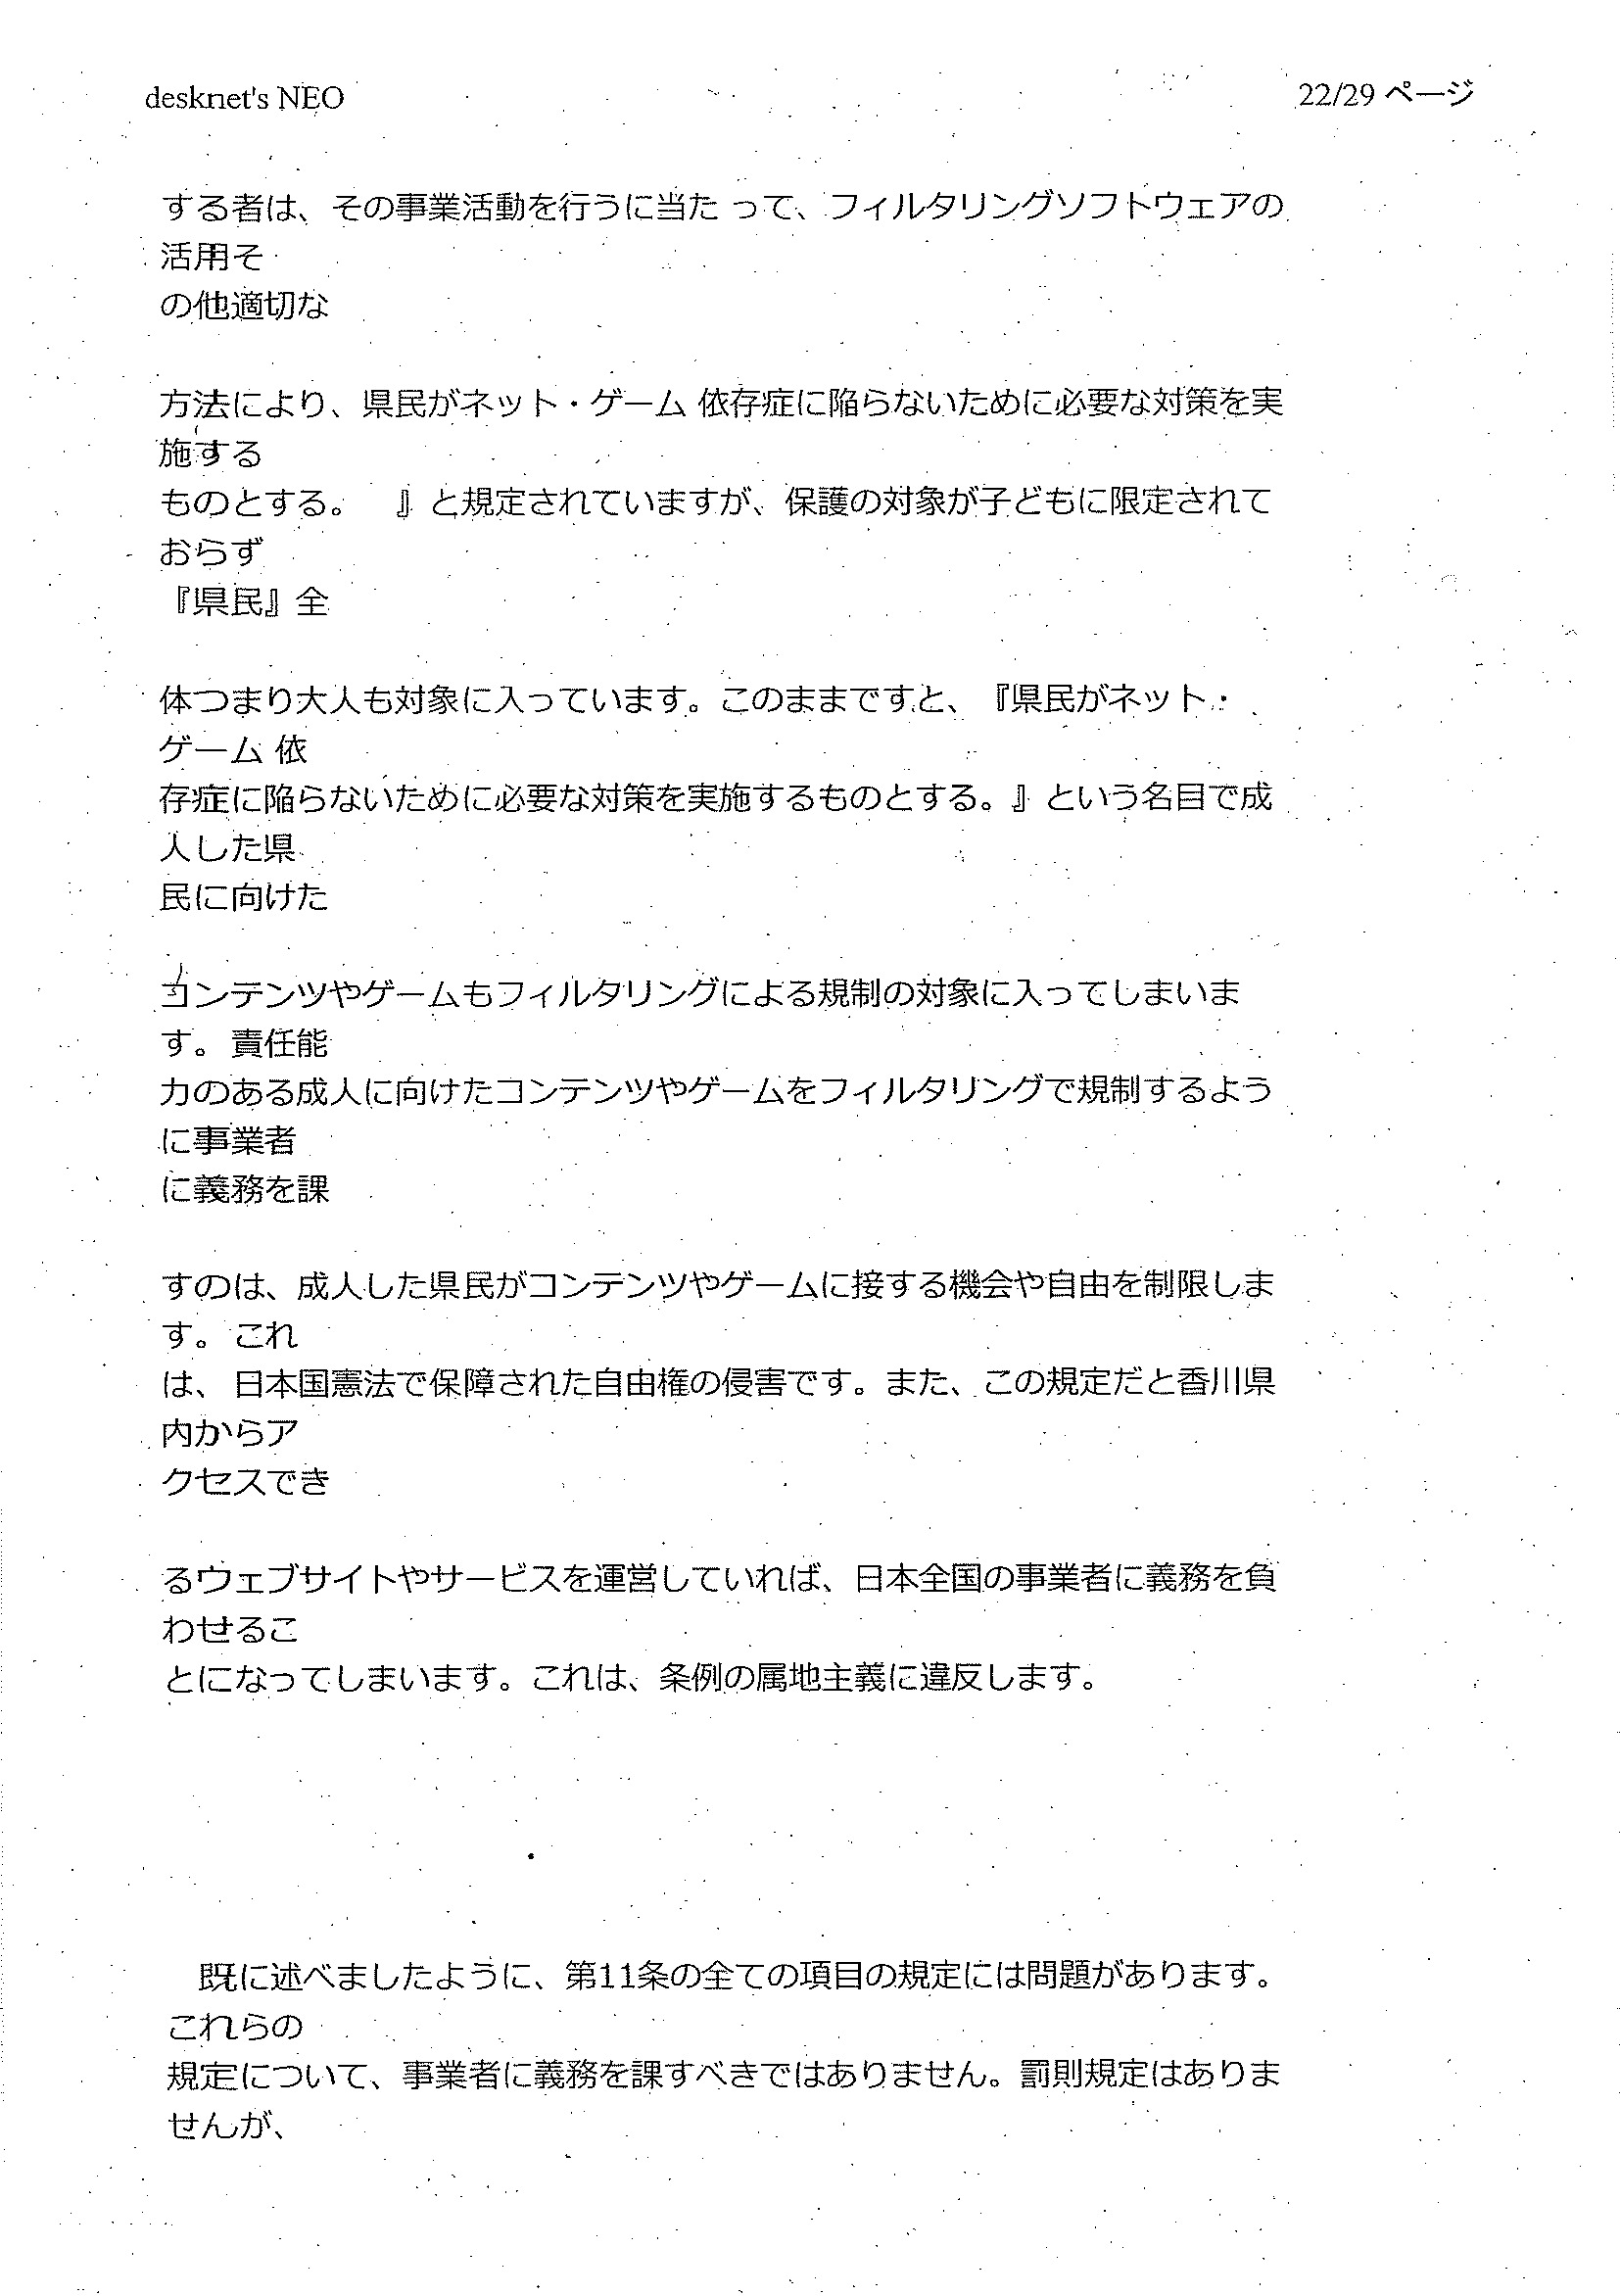 desknet's NEO
22/29 ページ
する者は、その事業活動を行うに当た って、フィルタリングソフトウェアの
活用そ
の他適切な
方法により、県民がネット・ゲーム 依存症に陥らないために必要な対策を実
施する
ものとする。　』と規定されていますが、保護の対象が子どもに限定されて
おらず
『県民』全
体つまり大人も対象に入っています。このままですと、『県民がネット・
ゲーム 依
存症に陥らないために必要な対策を実施するものとする。』という名目で成
人した県
民に向けた
コンテンツやゲームもフィルタリングによる規制の対象に入ってしまいま
す。責任能
力のある成人に向けたコンテンツやゲームをフィルタリングで規制するよう
に事業者
に義務を課
すのは、成人した県民がコンテンツやゲームに接する機会や自由を制限しま
す。これ
は、日本国憲法で保障された自由権の侵害です。また、この規定だと香川県
内からア
クセスでき
るウェブサイトやサービスを運営していれば、日本全国の事業者に義務を負
わせるこ
とになってしまいます。これは、条例の属地主義に違反します。
　既に述べましたように、第11条の全ての項目の規定には問題があります。
これらの
規定について、事業者に義務を課すべきではありません。罰則規定はありま
せんが、